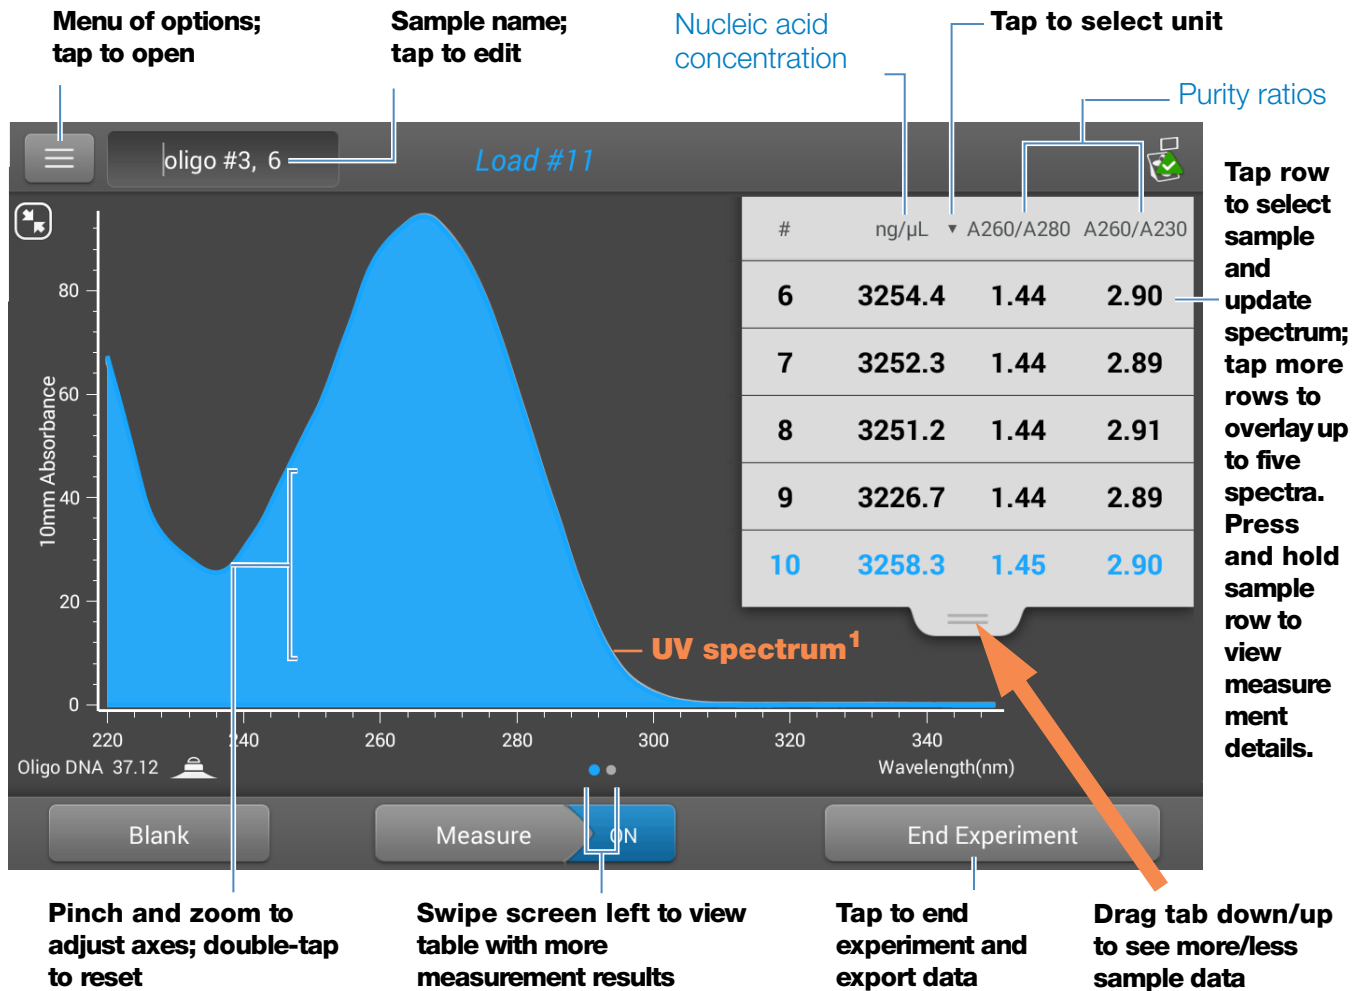 Menu of options;
tap to open
Sample name;
tap to edit
Nucleic acid
concentration
Tap to select unit
Purity ratios
oligo #3, 6
Load #11
# ng/µL ▼ A260/A280 A260/A230
6 3254.4 1.44 2.90
7 3252.3 1.44 2.89
8 3251.2 1.44 2.91
9 3226.7 1.44 2.89
10 3258.3 1.45 2.90
Tap row
to select
sample
and
update
spectrum;
tap more
rows to
overlay up
to five
spectra.
Press
and hold
sample
row to
view
measure
ment
details.
10mm Absorbance
80
60
40
20
0
UV spectrum¹
220 240 260 280 300 320 340
Oligo DNA 37.12
Wavelength(nm)
Blank
Measure
ON
End Experiment
Pinch and zoom to
adjust axes; double-tap
to reset
Swipe screen left to view
table with more
measurement results
Tap to end
experiment and
export data
Drag tab down/up
to see more/less
sample data